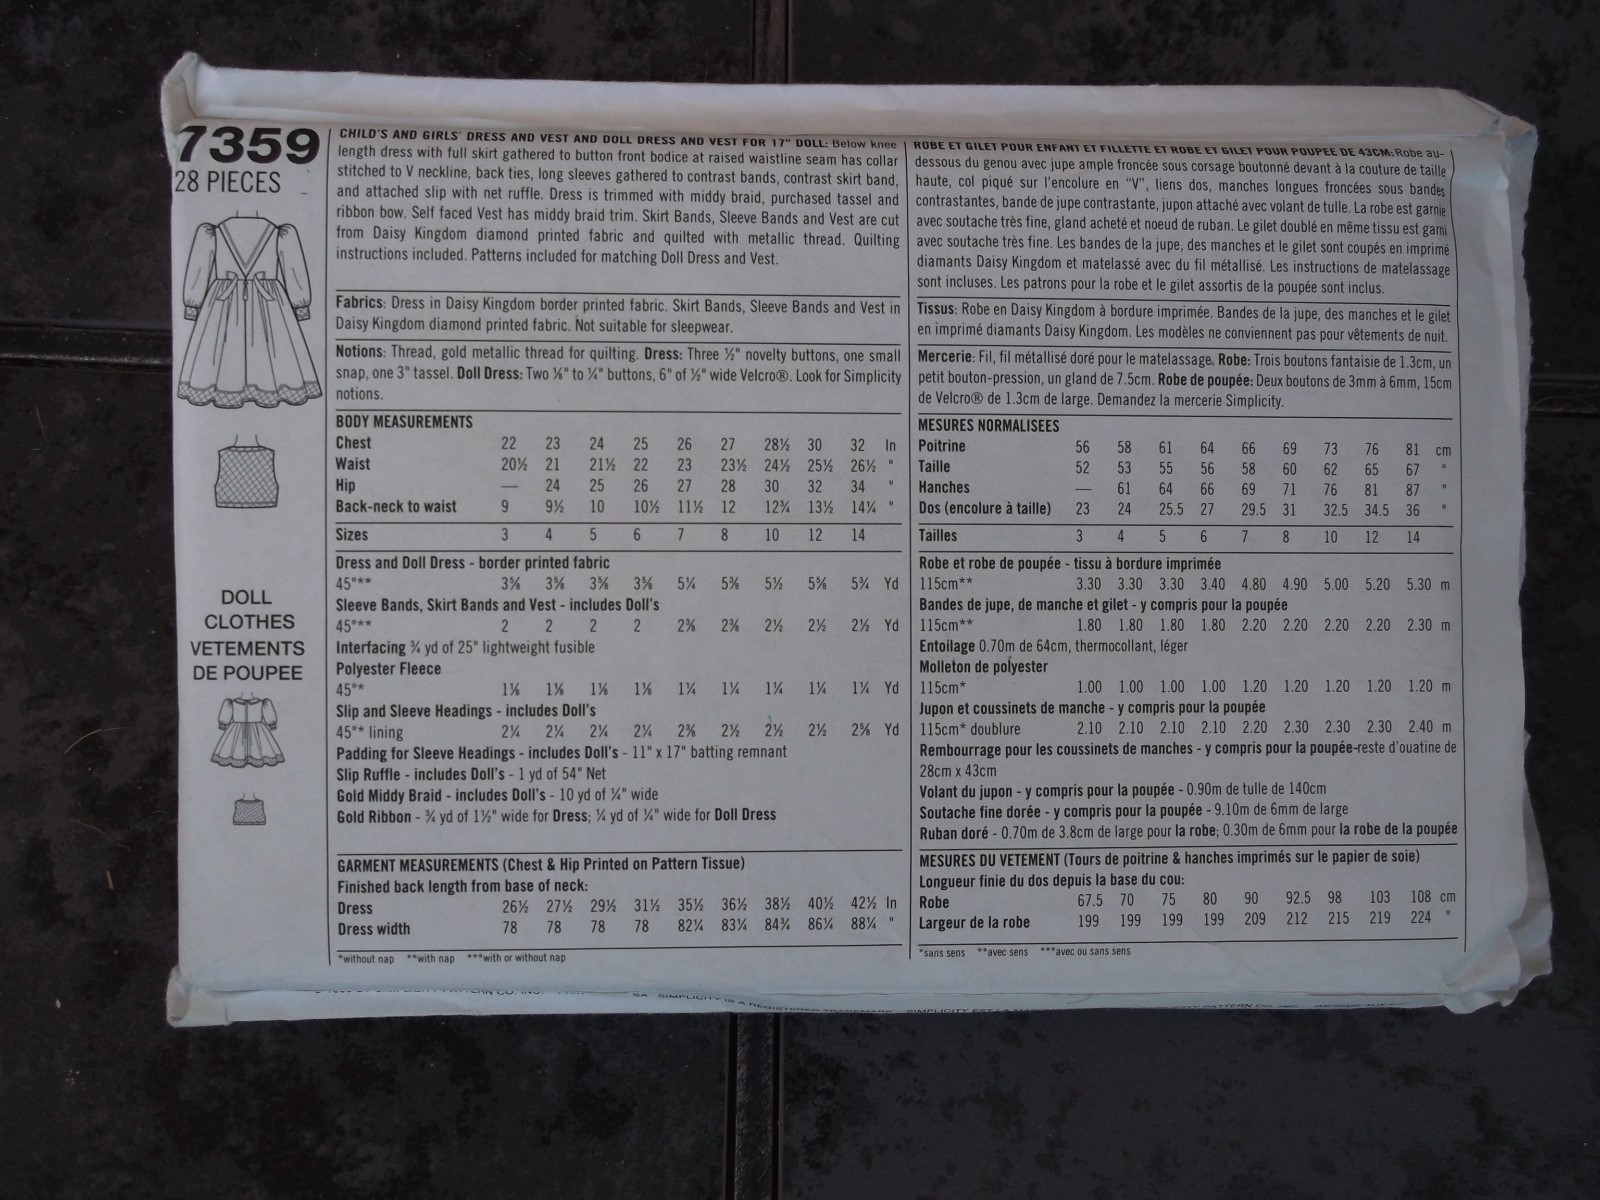 7359
28 PIECES
DOLL
CLOTHES
VETEMENTS
DE POUPEE
CHILD'S AND GIRLS' DRESS AND VEST AND DOLL DRESS AND VEST FOR 17" DOLL: Below knee
length dress with full skirt gathered to button front bodice at raised waistline seam has collar
stitched to V neckline, back ties, long sleeves gathered to contrast bands, contrast skirt band,
and attached slip with net ruffle. Dress is trimmed with middy braid, purchased tassel and
ribbon bow. Self faced Vest has middy braid trim. Skirt Bands, Sleeve Bands and Vest are cut
from Daisy Kingdom diamond printed fabric and quilted with metallic thread. Quilting
instructions included. Patterns included for matching Doll Dress and Vest.
Fabrics: Dress in Daisy Kingdom border printed fabric. Skirt Bands, Sleeve Bands and Vest in
Daisy Kingdom diamond printed fabric. Not suitable for sleepwear.
Notions: Thread, gold metallic thread for quilting. Dress: Three ½" novelty buttons, one small
snap, one 3" tassel. Doll Dress: Two ⅛" to ¼" buttons, 6" of ½" wide Velcro®. Look for Simplicity
notions.
BODY MEASUREMENTS
Chest 22 23 24 25 26 27 28½ 30 32 In
Waist 20½ 21 21½ 22 23 23½ 24½ 25½ 26½ "
Hip — 24 25 26 27 28 30 32 34 "
Back-neck to waist 9 9½ 10 10½ 11½ 12 12¾ 13½ 14¼ "
Sizes 3 4 5 6 7 8 10 12 14
Dress and Doll Dress - border printed fabric
45"** 5¼ 5½ 5¾ Yd
Sleeve Bands, Skirt Bands and Vest - includes Doll's
45"** 2 2 2 2 2⅜ 2⅜ 2½ 2½ 2½ Yd
Interfacing ¾ yd of 25" lightweight fusible
Polyester Fleece
45"* 1⅛ 1⅛ 1⅛ 1⅛ 1¼ 1¼ 1¼ 1¼ 1¼ Yd
Slip and Sleeve Headings - includes Doll's
45"* lining 2¼ 2¼ 2¼ 2¼ 2⅜ 2½ 2½ 2½ 2⅝ Yd
Padding for Sleeve Headings - includes Doll's - 11" x 17" batting remnant
Slip Ruffle - includes Doll's - 1 yd of 54" Net
Gold Middy Braid - includes Doll's - 10 yd of ¼" wide
Gold Ribbon - ¾ yd of 1½" wide for Dress; ¼ yd of ¼" wide for Doll Dress
GARMENT MEASUREMENTS (Chest & Hip Printed on Pattern Tissue)
Finished back length from base of neck:
Dress 26½ 27½ 29½ 31½ 35½ 36½ 38½ 40½ 42½ In
Dress width 78 78 78 78 82¼ 83¼ 84¾ 86¼ 88¼ "
*without nap **with nap ***with or without nap
ROBE ET GILET POUR ENFANT ET FILLETTE ET ROBE ET GILET POUR POUPEE DE 43CM: Robe au-
dessous du genou avec jupe ample froncée sous corsage boutonné devant à la couture de taille
haute, col piqué sur l'encolure en "V", liens dos, manches longues froncées sous bandes
contrastantes, bande de jupe contrastante, jupon attaché avec volant de tulle. La robe est garnie
avec soutache très fine, gland acheté et noeud de ruban. Le gilet doublé en même tissu est garni
avec soutache très fine. Les bandes de la jupe, des manches et le gilet sont coupés en imprimé
diamants Daisy Kingdom et matelassé avec du fil métallisé. Les instructions de matelassage
sont incluses. Les patrons pour la robe et le gilet assortis de la poupée sont inclus.
Tissus: Robe en Daisy Kingdom à bordure imprimée. Bandes de la jupe, des manches et le gilet
en imprimé diamants Daisy Kingdom. Les modèles ne conviennent pas pour vêtements de nuit.
Mercerie: Fil, fil métallisé doré pour le matelassage. Robe: Trois boutons fantaisie de 1.3cm, un
petit bouton-pression, un gland de 7.5cm. Robe de poupée: Deux boutons de 3mm à 6mm, 15cm
de Velcro® de 1.3cm de large. Demandez la mercerie Simplicity.
MESURES NORMALISEES
Poitrine 56 58 61 64 66 69 73 76 81 cm
Taille 52 53 55 56 58 60 62 65 67 "
Hanches — 61 64 66 69 71 76 81 87 "
Dos (encolure à taille) 23 24 25.5 27 29.5 31 32.5 34.5 36 "
Tailles 3 4 5 6 7 8 10 12 14
Robe et robe de poupée - tissu à bordure imprimée
115cm** 3.30 3.30 3.30 3.40 4.80 4.90 5.00 5.20 5.30 m
Bandes de jupe, de manche et gilet - y compris pour la poupée
115cm** 1.80 1.80 1.80 1.80 2.20 2.20 2.20 2.20 2.30 m
Entoilage 0.70m de 64cm, thermocollant, léger
Molleton de polyester
115cm* 1.00 1.00 1.00 1.00 1.20 1.20 1.20 1.20 1.20 m
Jupon et coussinets de manche - y compris pour la poupée
115cm* doublure 2.10 2.10 2.10 2.10 2.20 2.30 2.30 2.30 2.40 m
Rembourrage pour les coussinets de manches - y compris pour la poupée-reste d'ouatine de
28cm x 43cm
Volant du jupon - y compris pour la poupée - 0.90m de tulle de 140cm
Soutache fine dorée - y compris pour la poupée - 9.10m de 6mm de large
Ruban doré - 0.70m de 3.8cm de large pour la robe; 0.30m de 6mm pour la robe de la poupée
MESURES DU VETEMENT (Tours de poitrine & hanches imprimés sur le papier de soie)
Longueur finie du dos depuis la base du cou:
Robe 67.5 70 75 80 90 92.5 98 103 108 cm
Largeur de la robe 199 199 199 199 209 212 215 219 224 "
*sans sens **avec sens ***avec ou sans sens